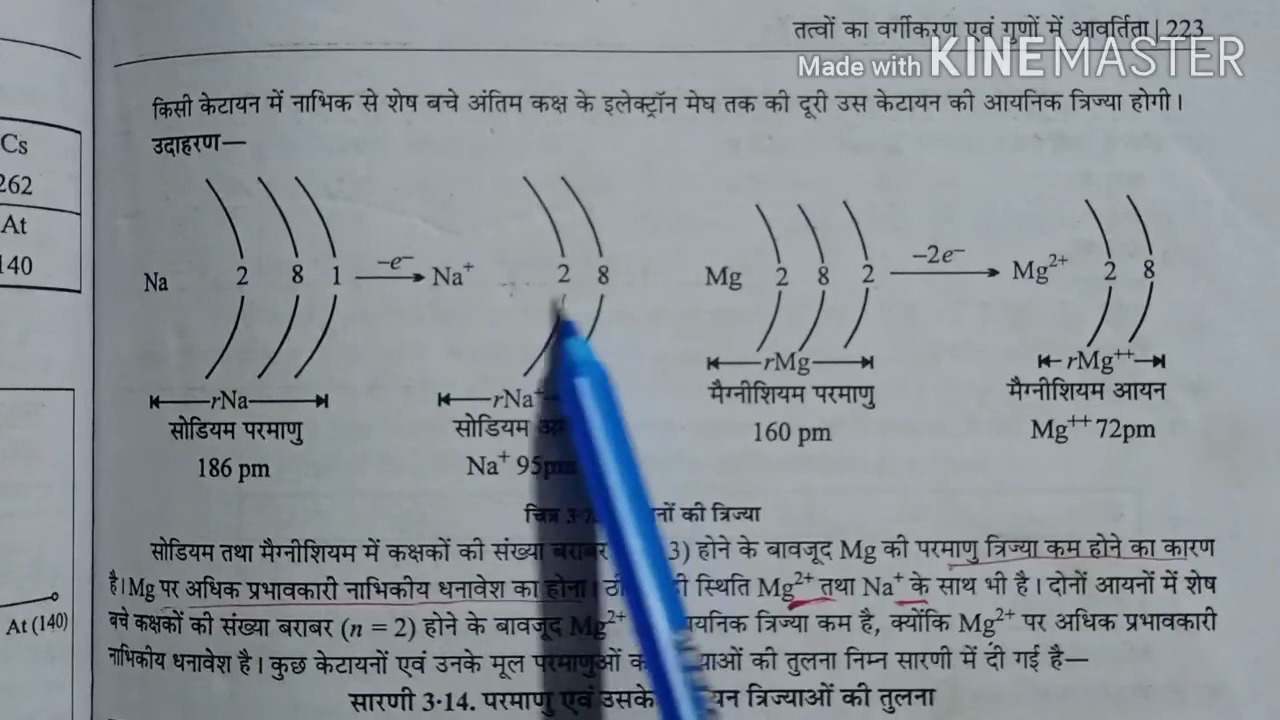 तत्वों का वर्गीकरण एवं गुणों में आवर्तिता | 223
Made with KINEMASTER
किसी केटायन में नाभिक से शेष बचे अंतिम कक्ष के इलेक्ट्रॉन मेघ तक की दूरी उस केटायन की आयनिक त्रिज्या होगी।
उदाहरण—
Cs
262
At
140
Na 2 8 1 –e⁻ Na⁺ 2 8 Mg 2 8 2 –2e⁻ Mg²⁺ 2 8
rNa rNa⁺ rMg rMg⁺⁺
सोडियम परमाणु सोडियम मैग्नीशियम परमाणु मैग्नीशियम आयन
186 pm Na⁺ 95 160 pm Mg⁺⁺ 72pm
चित्र की त्रिज्या
सोडियम तथा मैग्नीशियम में कक्षकों की संख्या बराबर 3) होने के बावजूद Mg की परमाणु त्रिज्या कम होने का कारण
है। Mg पर अधिक प्रभावकारी नाभिकीय धनावेश का होना। स्थिति Mg²⁺ तथा Na⁺ के साथ भी है। दोनों आयनों में शेष
बचे कक्षकों की संख्या बराबर (n = 2) होने के बावजूद Mg²⁺ त्रिज्या कम है, क्योंकि Mg²⁺ पर अधिक प्रभावकारी
नाभिकीय धनावेश है। कुछ केटायनों एवं उनके मूल परमाणुओं की तुलना निम्न सारणी में दी गई है—
At (140)
सारणी 3·14. परमाणु एवं उसके त्रिज्याओं की तुलना